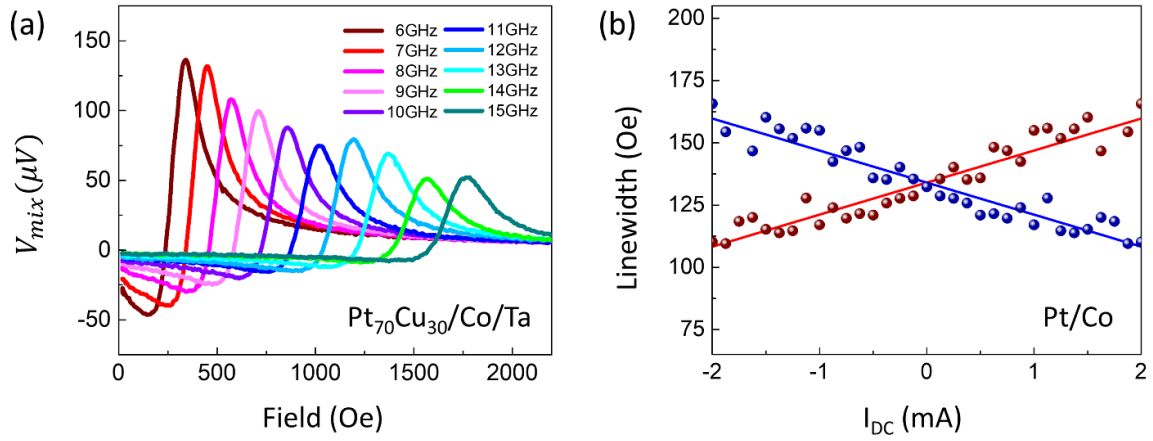 (a)
150
100
50
0
-50
V_mix (μV)
6GHz
7GHz
8GHz
9GHz
10GHz
11GHz
12GHz
13GHz
14GHz
15GHz
Pt₇₀Cu₃₀/Co/Ta
0 500 1000 1500 2000
Field (Oe)
(b)
200
175
150
125
100
75
Linewidth (Oe)
Pt/Co
-2 -1 0 1 2
I_DC (mA)